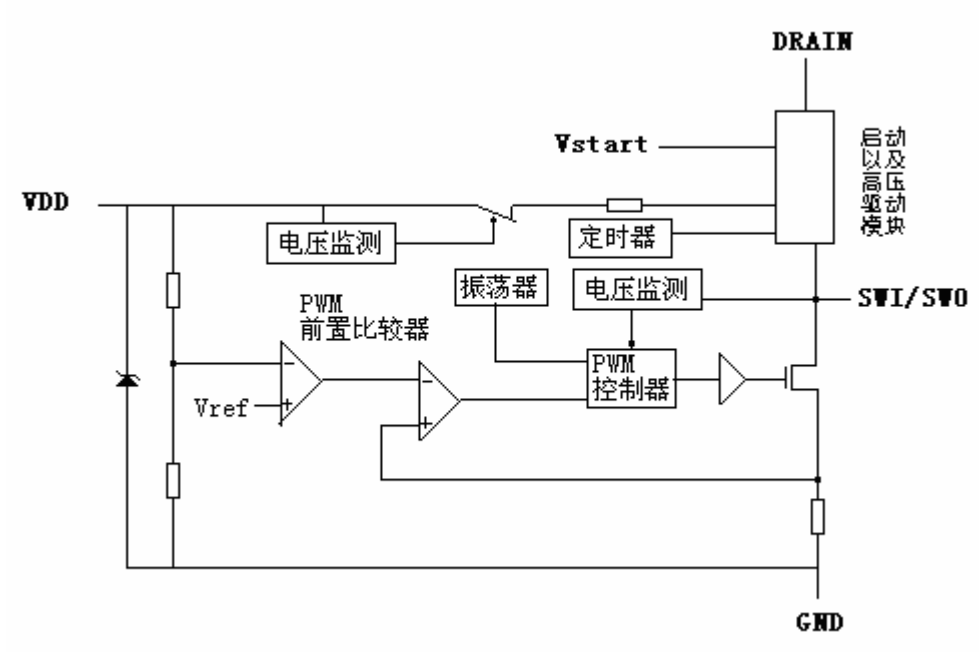 DRAIN
Vstart
启动
以及
高压
驱动
模块
VDD
电压监测
定时器
振荡器
电压监测
SWI/SWO
PWM
前置比较器
PWM
控制器
−
−
Vref
+
+
GND